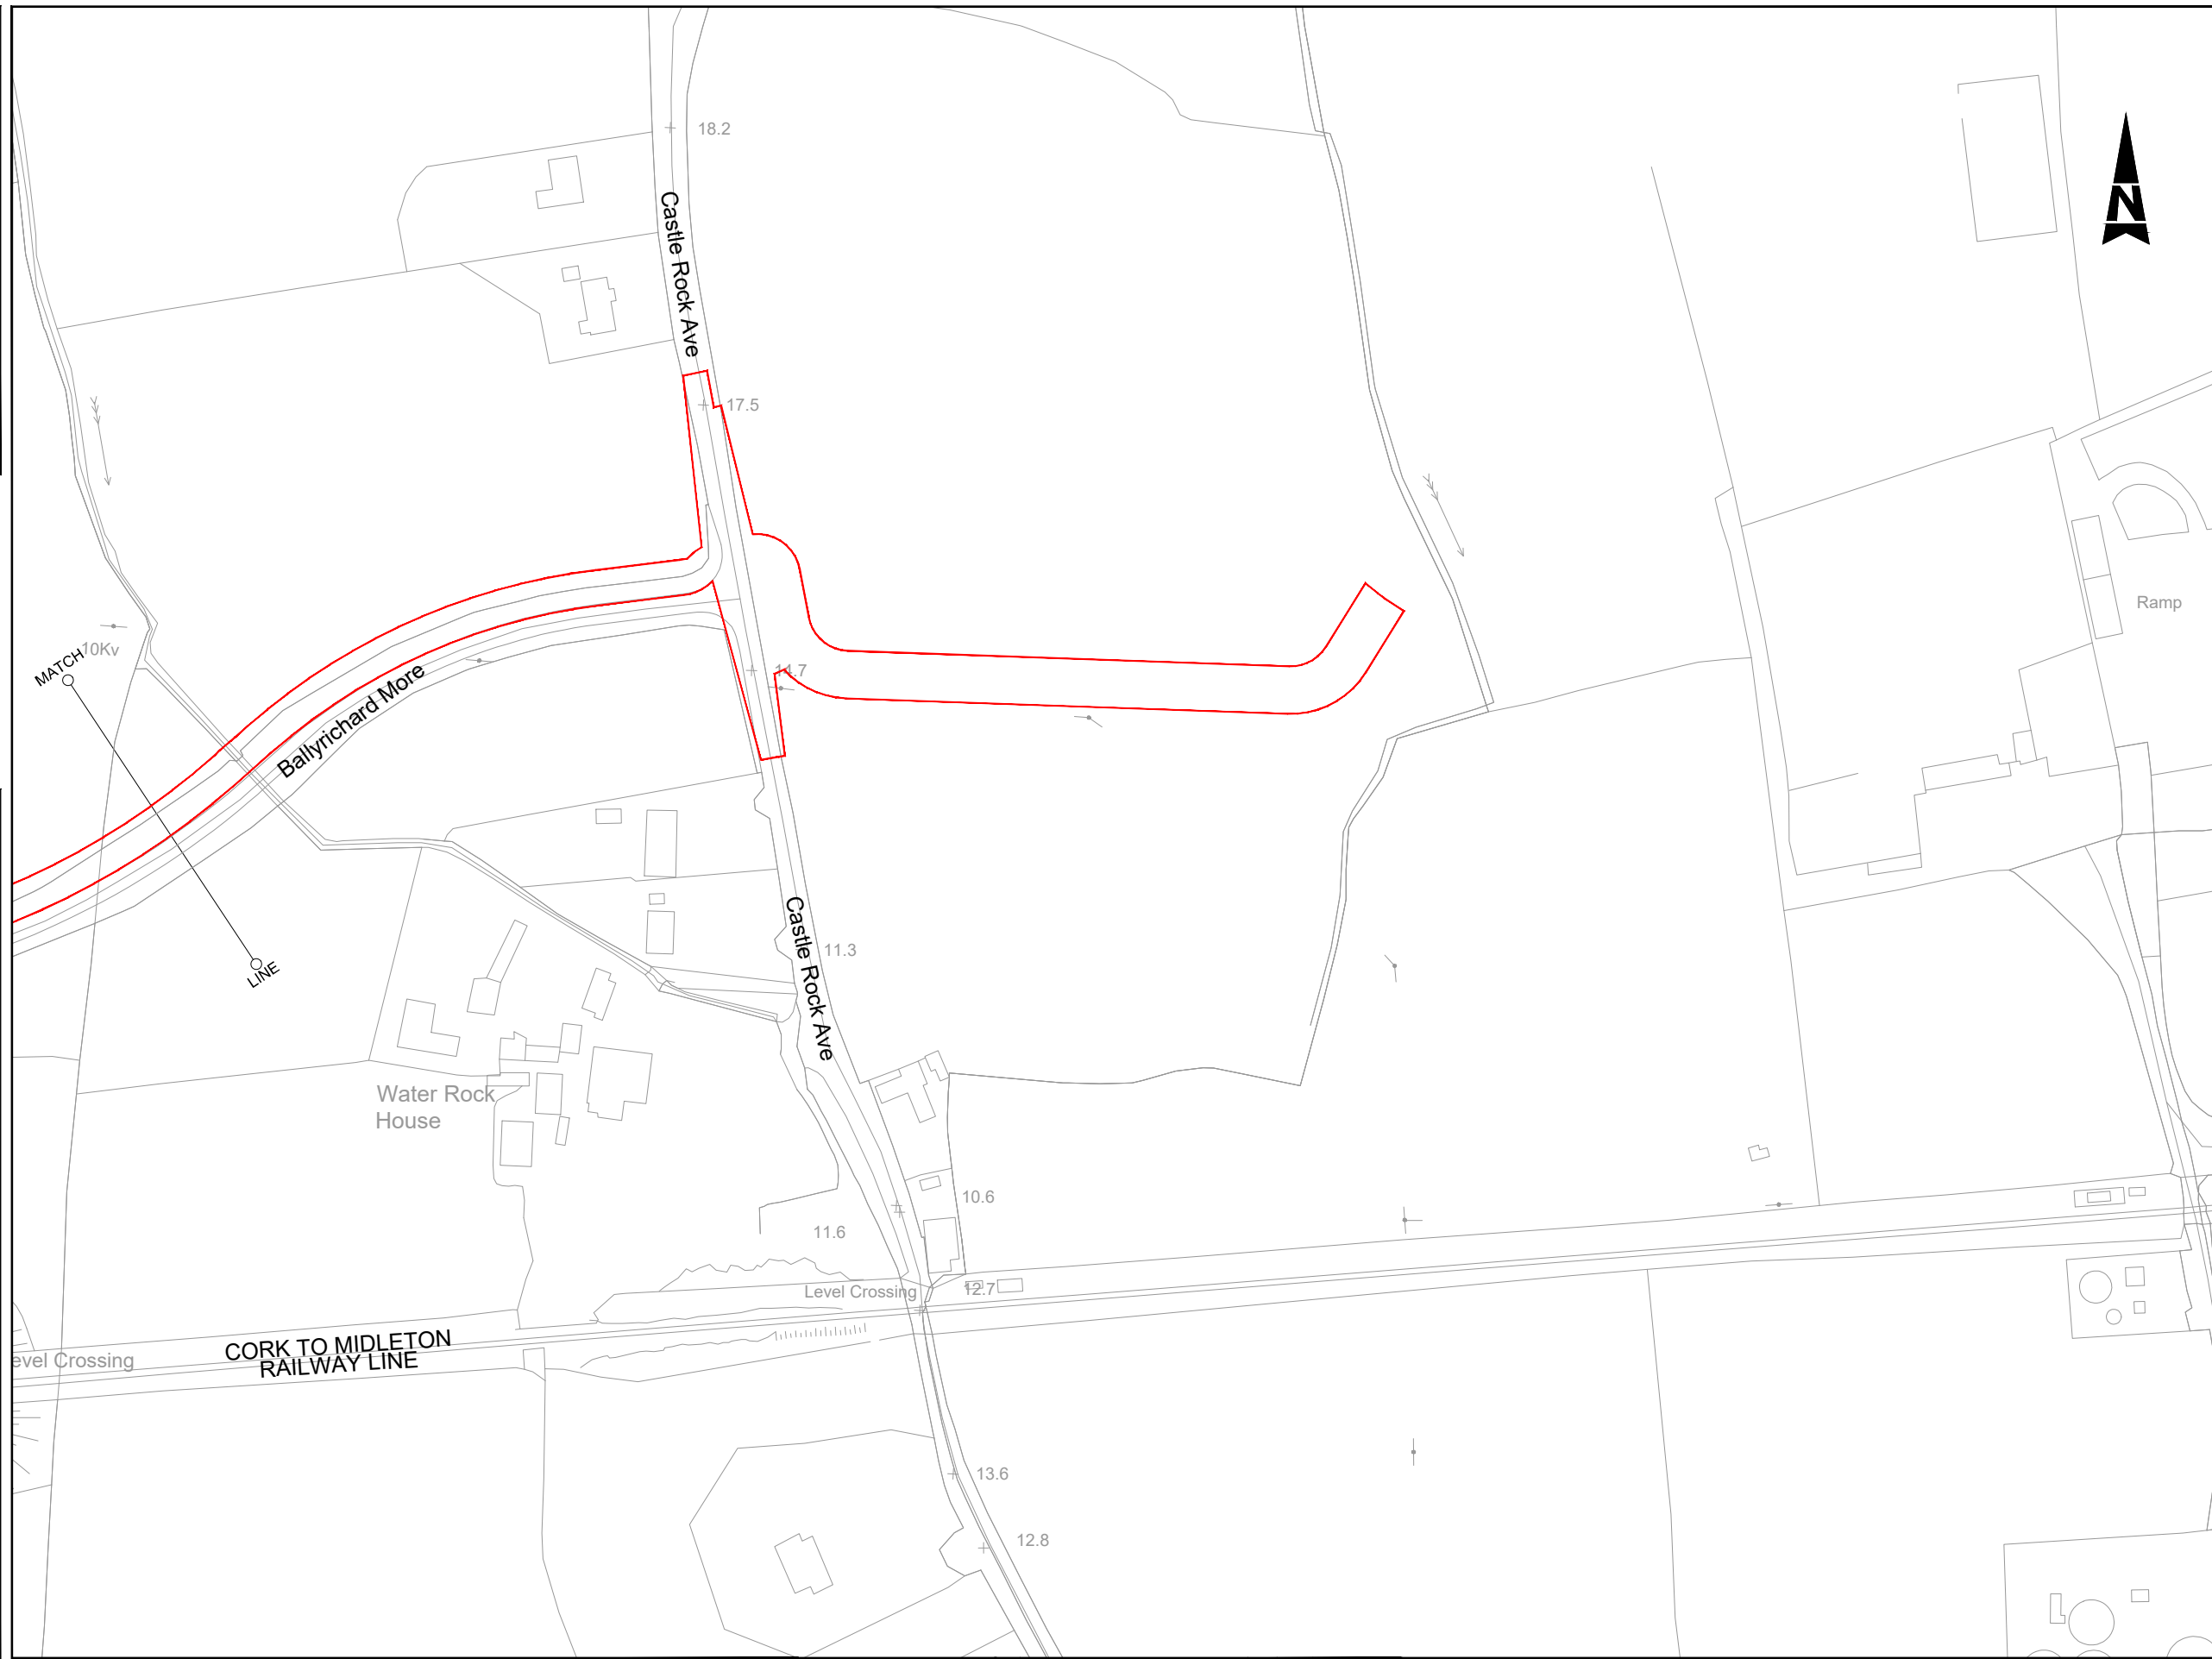 18.2
Castle Rock Ave
N
17.5
Ramp
10Kv
MATCH
14.7
Ballyrichard More
Castle Rock Ave
11.3
LINE
Water Rock
House
10.6
11.6
Level Crossing
12.7
CORK TO MIDLETON
RAILWAY LINE
evel Crossing
13.6
12.8